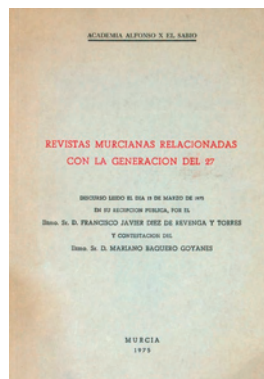 ACADEMIA ALFONSO X EL SABIO
REVISTAS MURCIANAS RELACIONADAS
CON LA GENERACION DEL 27
DISCURSO LEIDO EL DIA 19 DE MARZO DE 1975
EN SU RECEPCION PUBLICA, POR EL
Ilmo. Sr. D. FRANCISCO JAVIER DIEZ DE REVENGA Y TORRES
Y CONTESTACION DEL
Ilmo. Sr. D. MARIANO BAQUERO GOYANES
MURCIA
1975